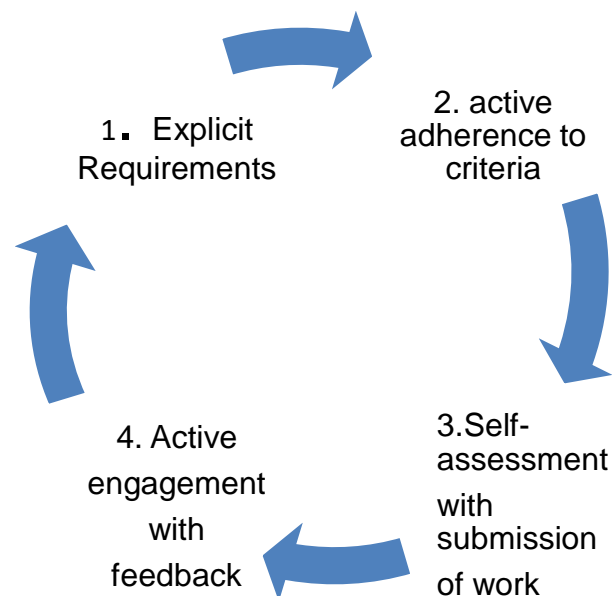 1. Explicit
Requirements
2. active
adherence to
criteria
3.Self-
assessment
with
submission
of work
4. Active
engagement
with
feedback